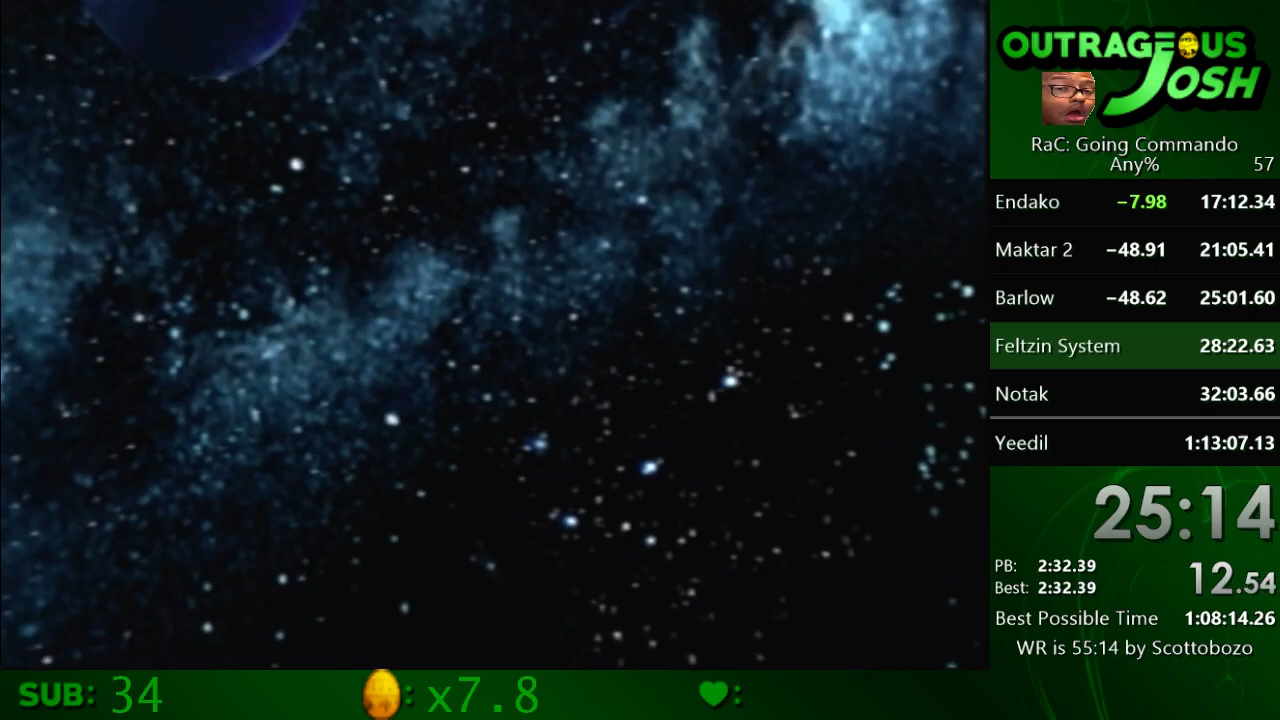 OUTRAGEOUS
JOSH
RaC: Going Commando
Any% 57
Endako −7.98 17:12.34
Maktar 2 −48.91 21:05.41
Barlow −48.62 25:01.60
Feltzin System 28:22.63
Notak 32:03.66
Yeedil 1:13:07.13
25:14
PB: 2:32.39
Best: 2:32.39
12.54
Best Possible Time 1:08:14.26
WR is 55:14 by Scottobozo
SUB: 34 : x7.8 :